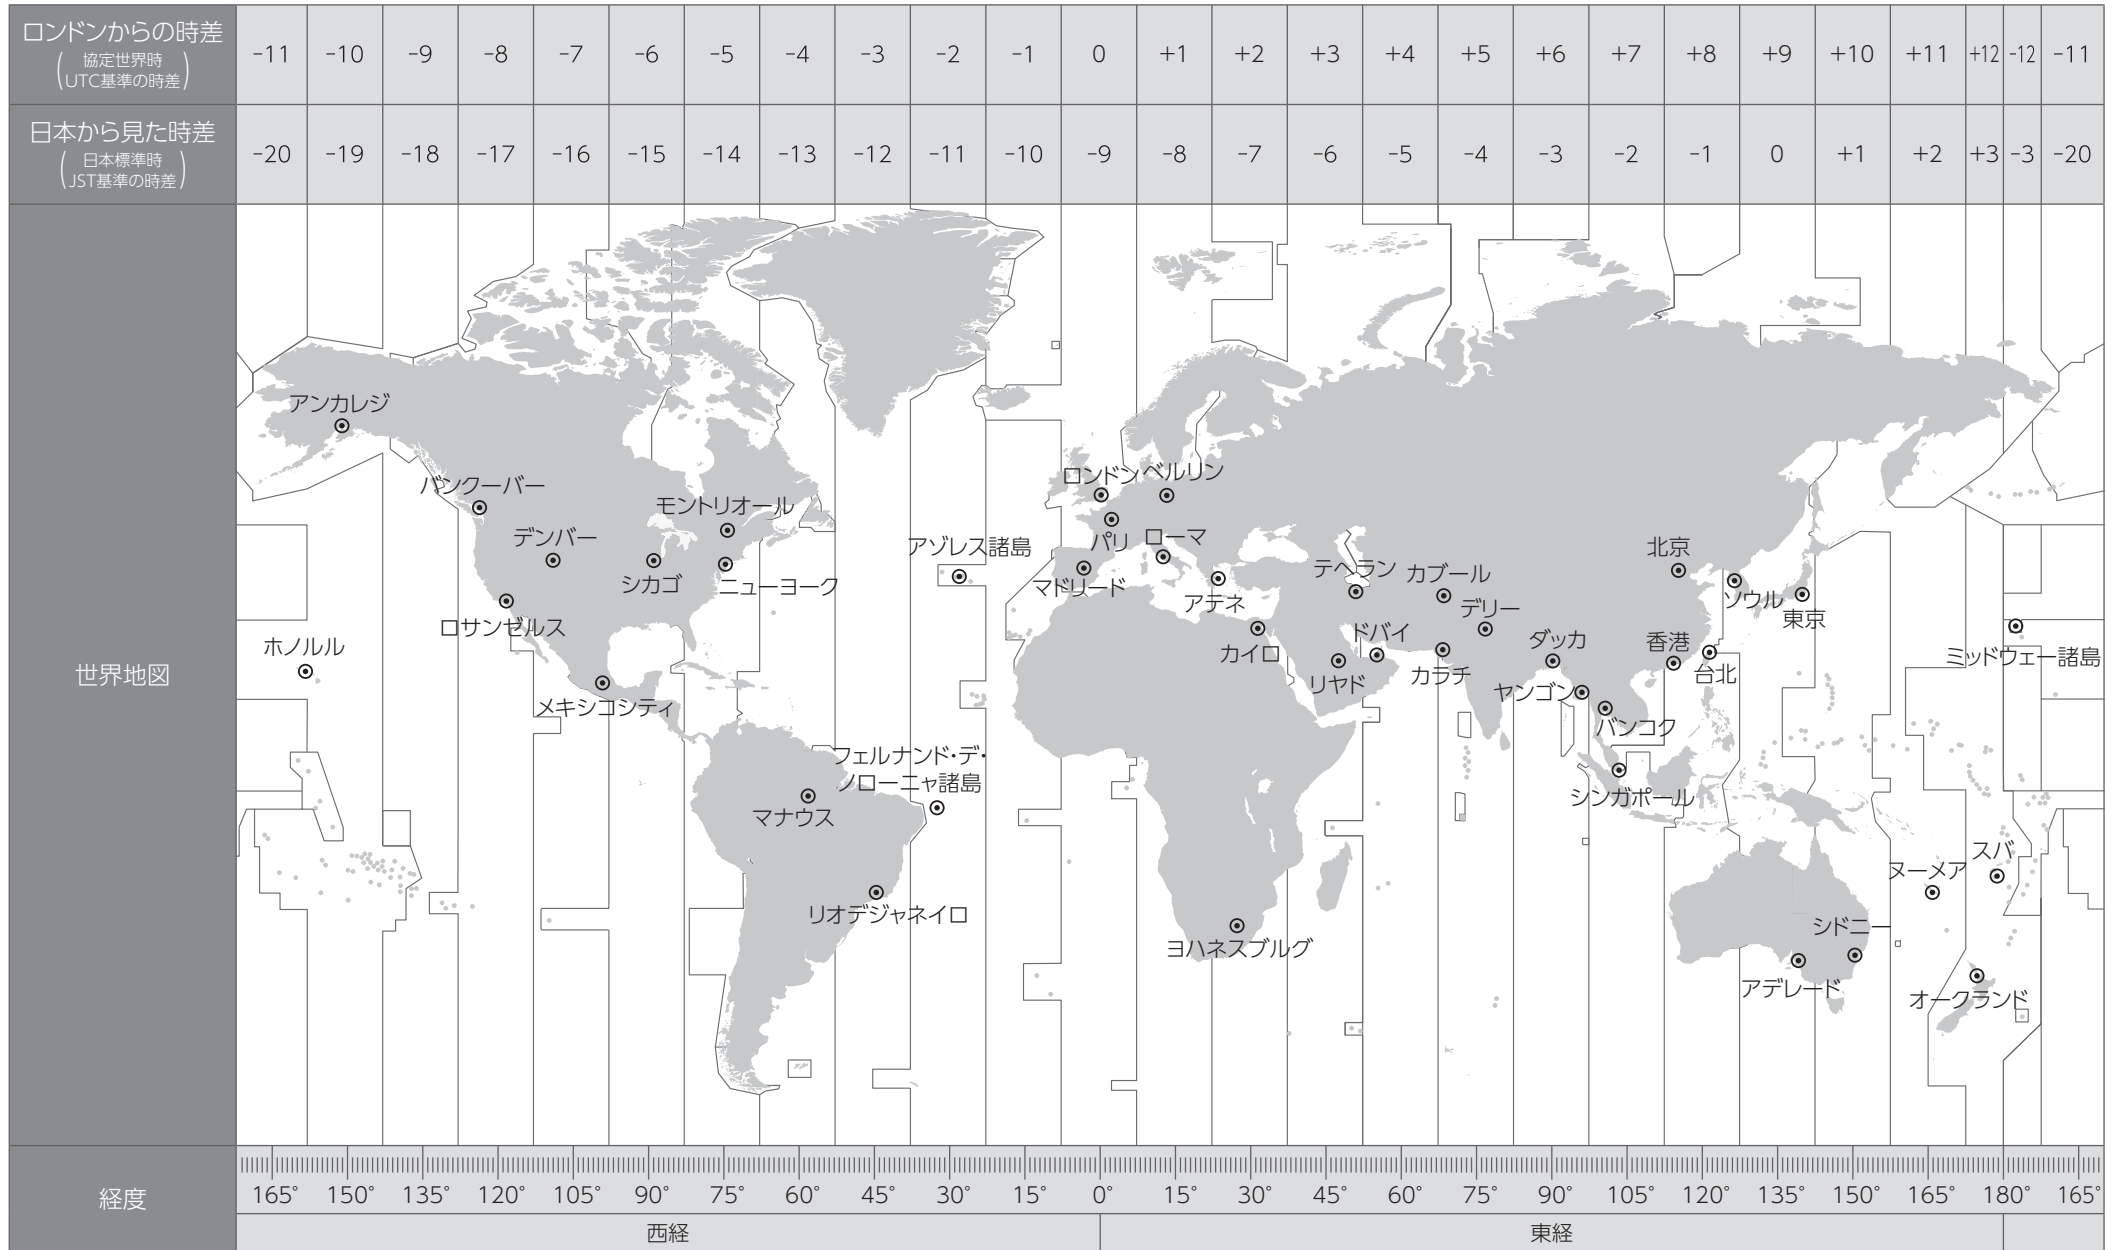 ロンドンからの時差
(協定世界時
UTC基準の時差)
-11 -10 -9 -8 -7 -6 -5 -4 -3 -2 -1 0 +1 +2 +3 +4 +5 +6 +7 +8 +9 +10 +11 +12 -12 -11
日本から見た時差
(日本標準時
JST基準の時差)
-20 -19 -18 -17 -16 -15 -14 -13 -12 -11 -10 -9 -8 -7 -6 -5 -4 -3 -2 -1 0 +1 +2 +3 -3 -20
世界地図
アンカレジ
バンクーバー
デンバー
モントリオール
シカゴ
ニューヨーク
ロサンゼルス
ホノルル
メキシコシティ
アゾレス諸島
フェルナンド・デ・
ノローニャ諸島
マナウス
リオデジャネイロ
ロンドン
ベルリン
パリ
ローマ
マドリード
アテネ
カイロ
テヘラン
カブール
デリー
ドバイ
リヤド
カラチ
ダッカ
ヤンゴン
バンコク
シンガポール
北京
ソウル
東京
香港
台北
ミッドウェー諸島
ヨハネスブルグ
スバ
ヌーメア
シドニー
アデレード
オークランド
経度
165° 150° 135° 120° 105° 90° 75° 60° 45° 30° 15° 0° 15° 30° 45° 60° 75° 90° 105° 120° 135° 150° 165° 180° 165°
西経
東経